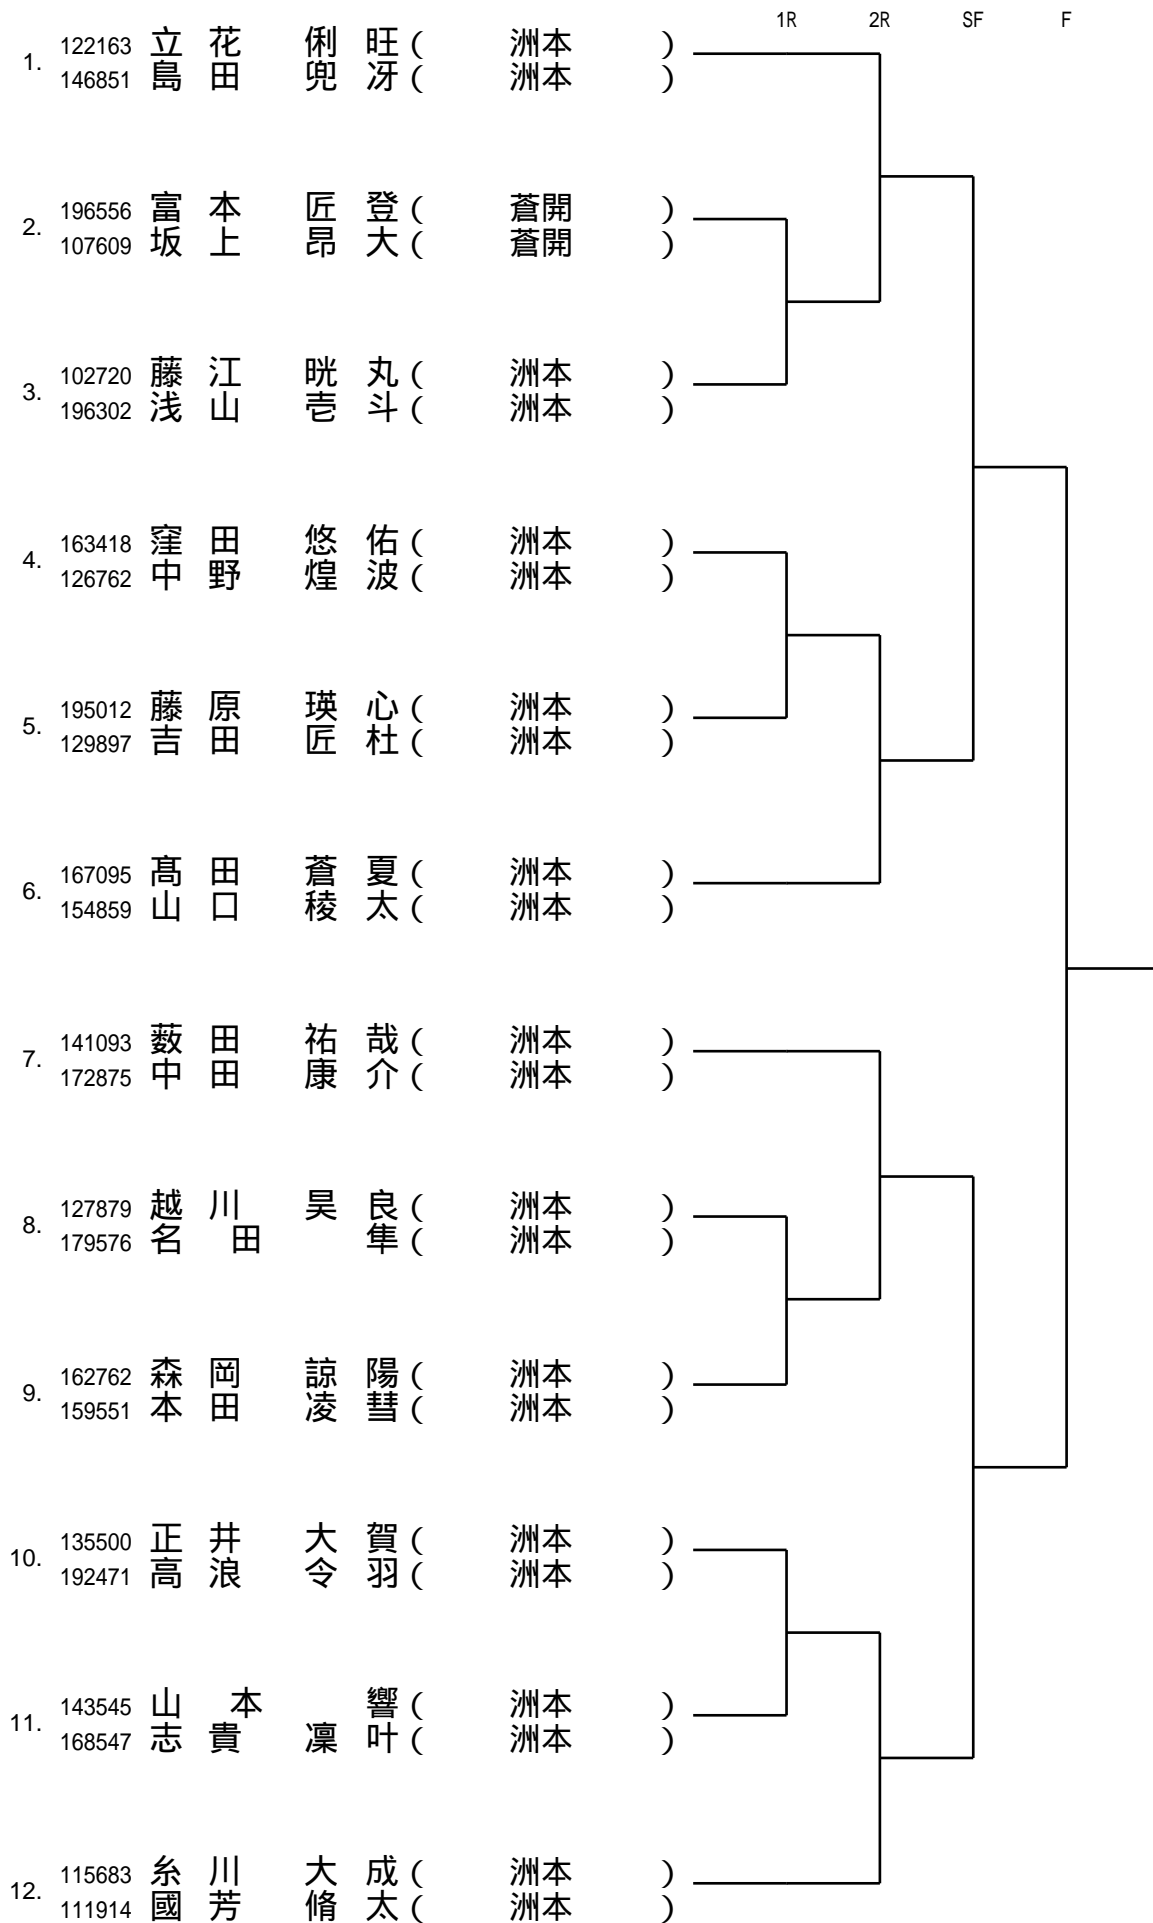 1R 2R SF F
1. 122163 立花 俐旺 ( 洲本 )
146851 島田 兜冴 ( 洲本 )
2. 196556 富本 匠登 ( 蒼開 )
107609 坂上 昂大 ( 蒼開 )
3. 102720 藤江 晄丸 ( 洲本 )
196302 浅山 壱斗 ( 洲本 )
4. 163418 窪田 悠佑 ( 洲本 )
126762 中野 煌波 ( 洲本 )
5. 195012 藤原 瑛心 ( 洲本 )
129897 吉田 匠杜 ( 洲本 )
6. 167095 髙田 蒼夏 ( 洲本 )
154859 山口 稜太 ( 洲本 )
7. 141093 薮田 祐哉 ( 洲本 )
172875 中田 康介 ( 洲本 )
8. 127879 越川 昊良 ( 洲本 )
179576 名田 隼 ( 洲本 )
9. 162762 森岡 諒陽 ( 洲本 )
159551 本田 凌彗 ( 洲本 )
10. 135500 正井 大賀 ( 洲本 )
192471 高浪 令羽 ( 洲本 )
11. 143545 山本 響 ( 洲本 )
168547 志貴 凜叶 ( 洲本 )
12. 115683 糸川 大成 ( 洲本 )
111914 國芳 脩太 ( 洲本 )